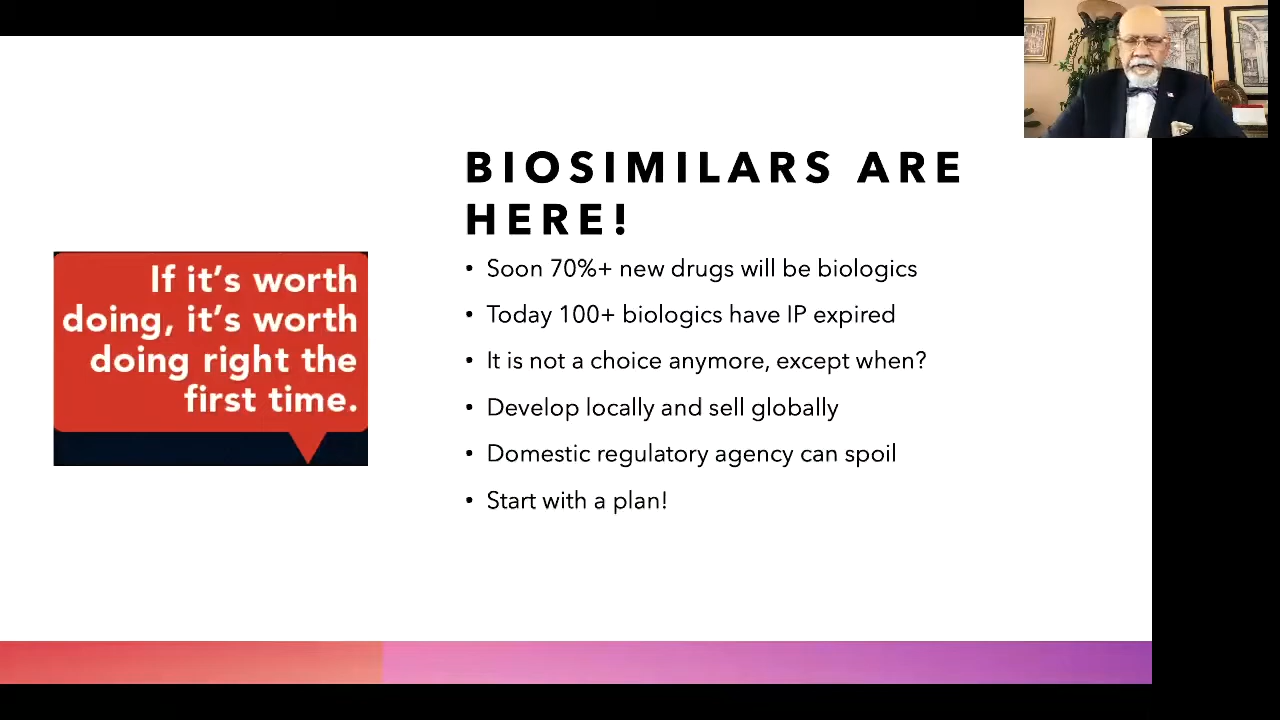 BIOSIMILARS ARE
HERE!
If it's worth
doing, it's worth
doing right the
first time.
• Soon 70%+ new drugs will be biologics
• Today 100+ biologics have IP expired
• It is not a choice anymore, except when?
• Develop locally and sell globally
• Domestic regulatory agency can spoil
• Start with a plan!